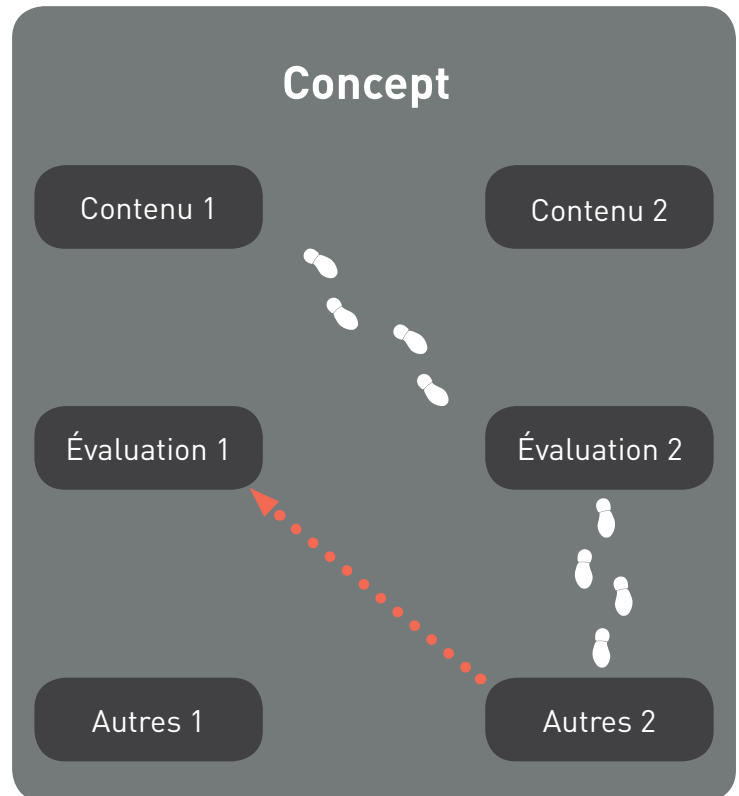 Concept
Contenu 1
Contenu 2
Évaluation 1
Évaluation 2
Autres 1
Autres 2